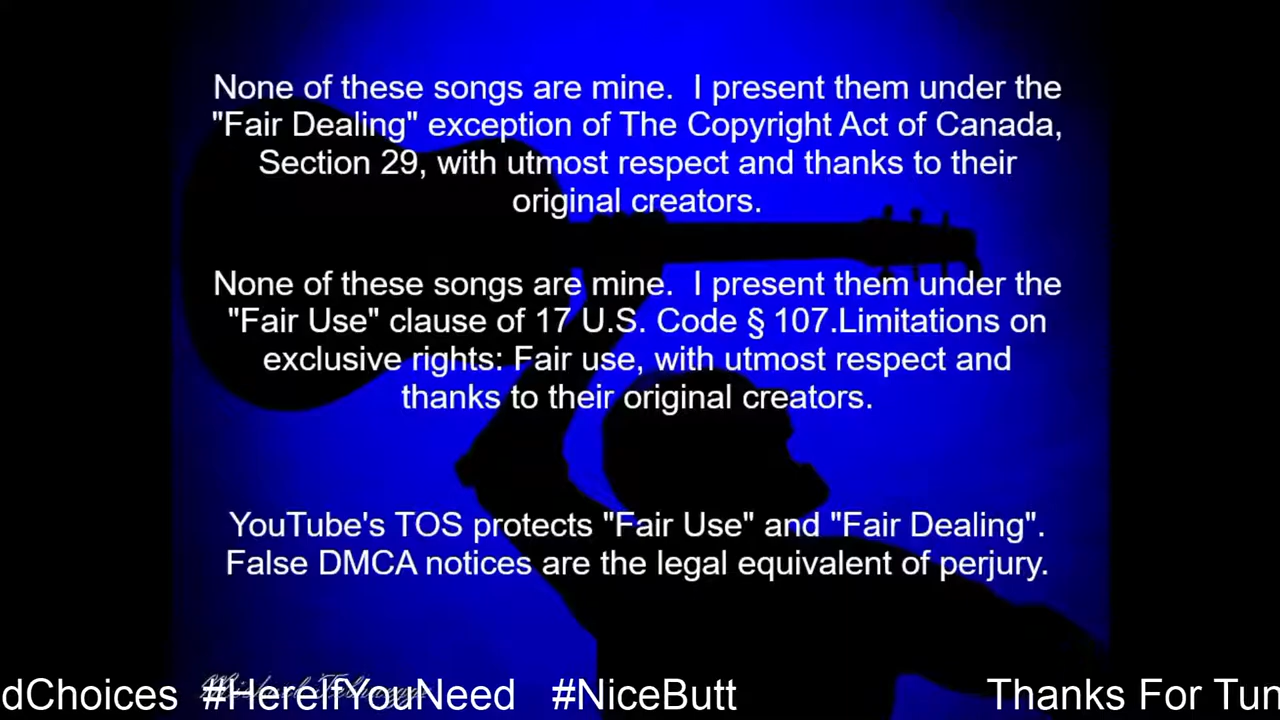 None of these songs are mine.  I present them under the
"Fair Dealing" exception of The Copyright Act of Canada,
Section 29, with utmost respect and thanks to their
original creators.
None of these songs are mine.  I present them under the
"Fair Use" clause of 17 U.S. Code § 107.Limitations on
exclusive rights: Fair use, with utmost respect and
thanks to their original creators.
YouTube's TOS protects "Fair Use" and "Fair Dealing".
False DMCA notices are the legal equivalent of perjury.
dChoices  #HereIfYouNeed   #NiceButt   Thanks For Tun